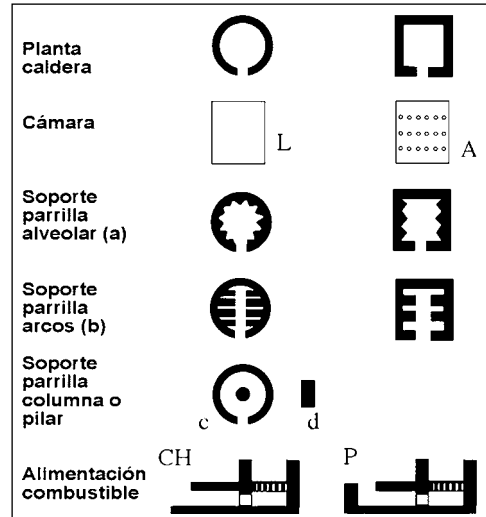 Planta
caldera
Cámara
L
A
Soporte
parrilla
alveolar (a)
Soporte
parrilla
arcos (b)
Soporte
parrilla
columna o
pilar
c
d
Alimentación
combustible
CH
P